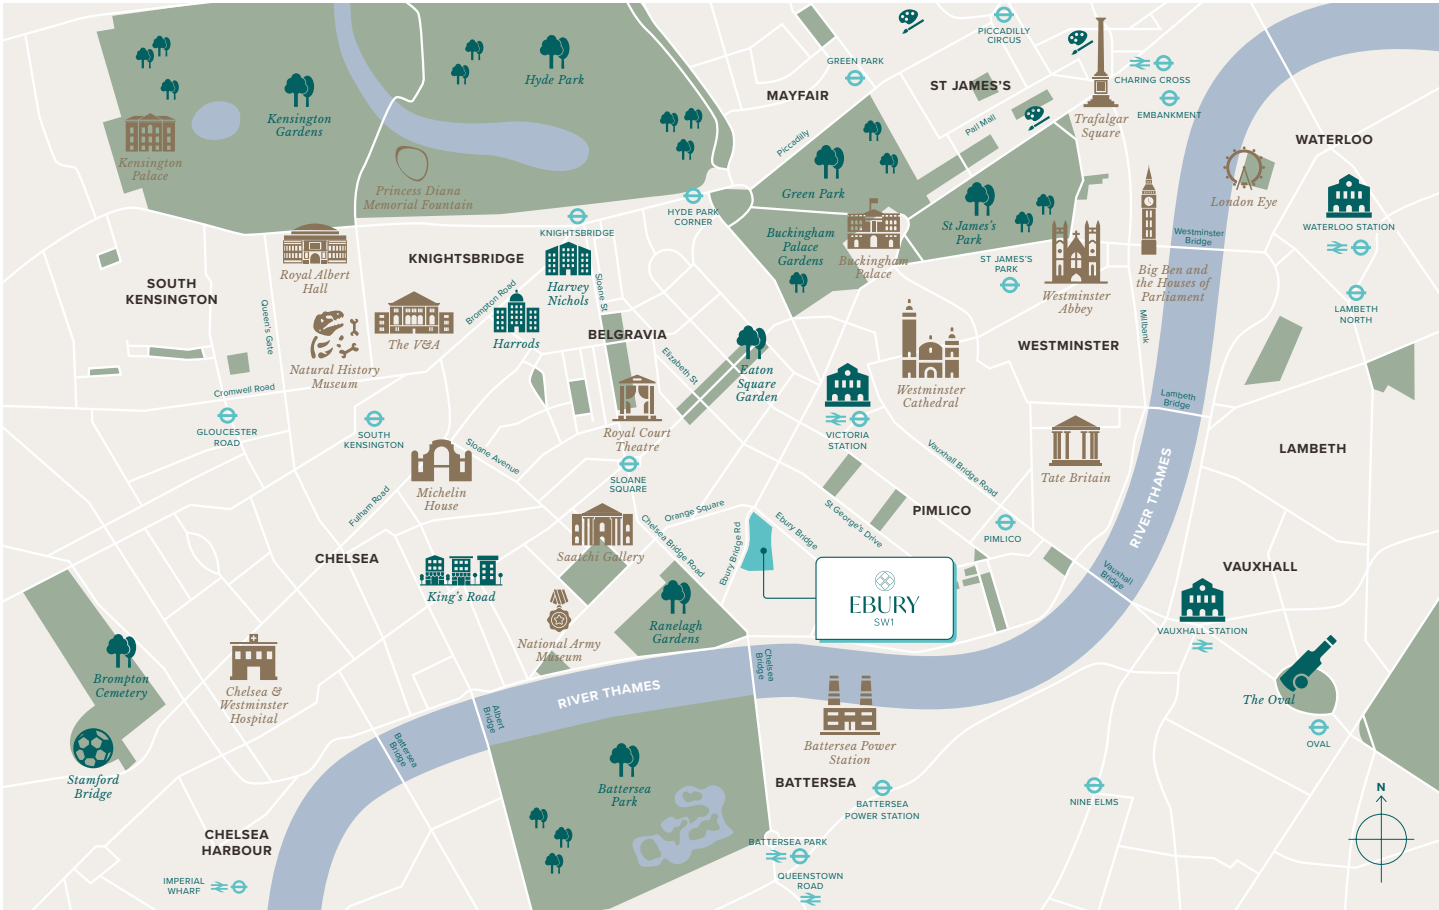 PICCADILLY
CIRCUS
GREEN PARK
CHARING CROSS
EMBANKMENT
Hyde Park
MAYFAIR
ST JAMES'S
Kensington
Gardens
Trafalgar
Square
Pall Mall
Piccadilly
WATERLOO
Kensington
Palace
Princess Diana
Memorial Fountain
Green Park
London Eye
HYDE PARK
CORNER
KNIGHTSBRIDGE
St James's
Park
WATERLOO STATION
Westminster
Bridge
Buckingham
Palace
Gardens
Buckingham
Palace
KNIGHTSBRIDGE
Royal Albert
Hall
ST JAMES'S
PARK
Big Ben and
the Houses of
Parliament
SOUTH
KENSINGTON
Harvey
Nichols
Sloane St
Brompton Road
Westminster
Abbey
LAMBETH
NORTH
Queen's Gate
The V&A
Harrods
BELGRAVIA
Millbank
WESTMINSTER
Natural History
Museum
Elizabeth St
Eaton
Square
Garden
Cromwell Road
Westminster
Cathedral
Lambeth
Bridge
GLOUCESTER
ROAD
SOUTH
KENSINGTON
Royal Court
Theatre
VICTORIA
STATION
LAMBETH
Sloane Avenue
SLOANE
SQUARE
Vauxhall Bridge Road
Tate Britain
Michelin
House
Fulham Road
RIVER THAMES
Orange Square
St George's Drive
PIMLICO
Chelsea Bridge Road
Ebury Bridge Rd
Ebury Bridge
PIMLICO
CHELSEA
Saatchi Gallery
VAUXHALL
Vauxhall
Bridge
King's Road
EBURY
SW1
Ranelagh
Gardens
VAUXHALL STATION
National Army
Museum
Chelsea
Bridge
Brompton
Cemetery
Chelsea &
Westminster
Hospital
RIVER THAMES
The Oval
Albert
Bridge
Battersea
Bridge
Battersea Power
Station
OVAL
Stamford
Bridge
Battersea
Park
BATTERSEA
BATTERSEA
POWER STATION
NINE ELMS
N
CHELSEA
HARBOUR
BATTERSEA PARK
IMPERIAL
WHARF
QUEENSTOWN
ROAD